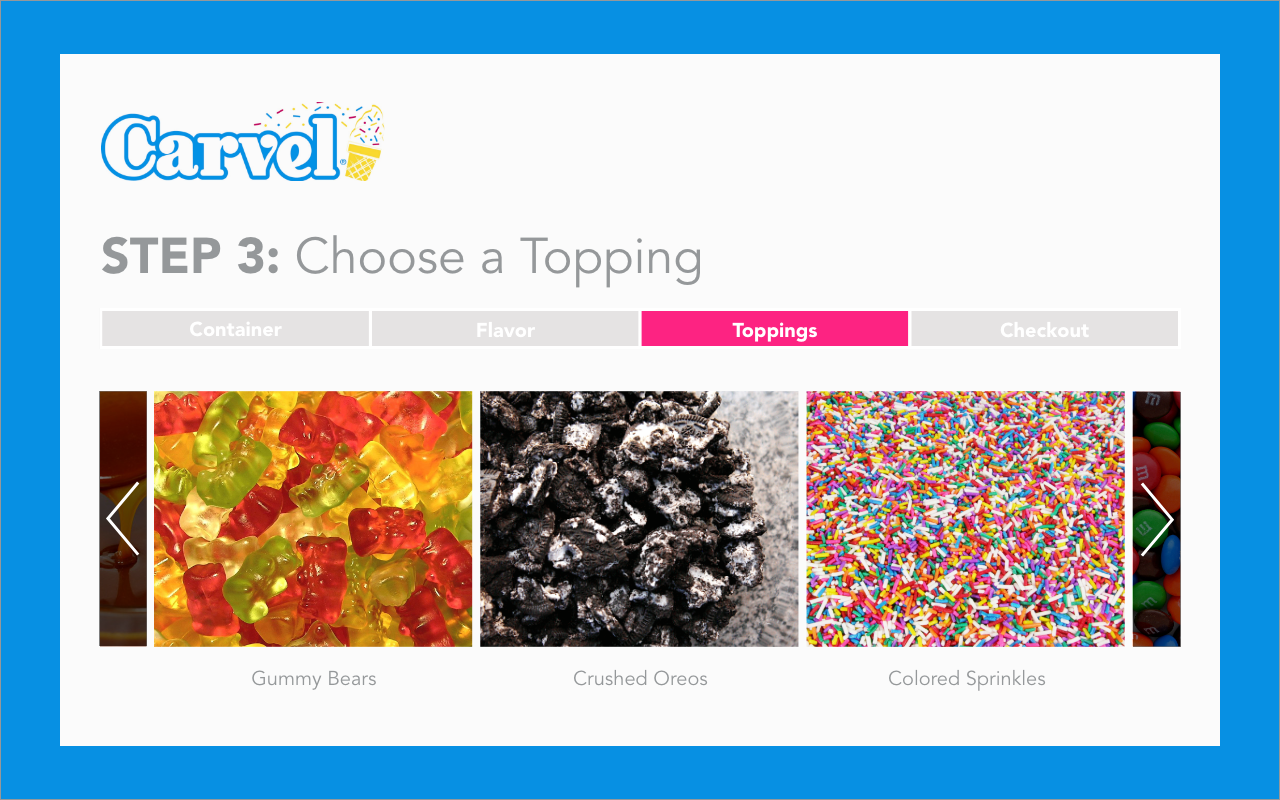 Carvel®
STEP 3: Choose a Topping
Container Flavor Toppings Checkout
m
m
m
m
Gummy Bears Crushed Oreos Colored Sprinkles